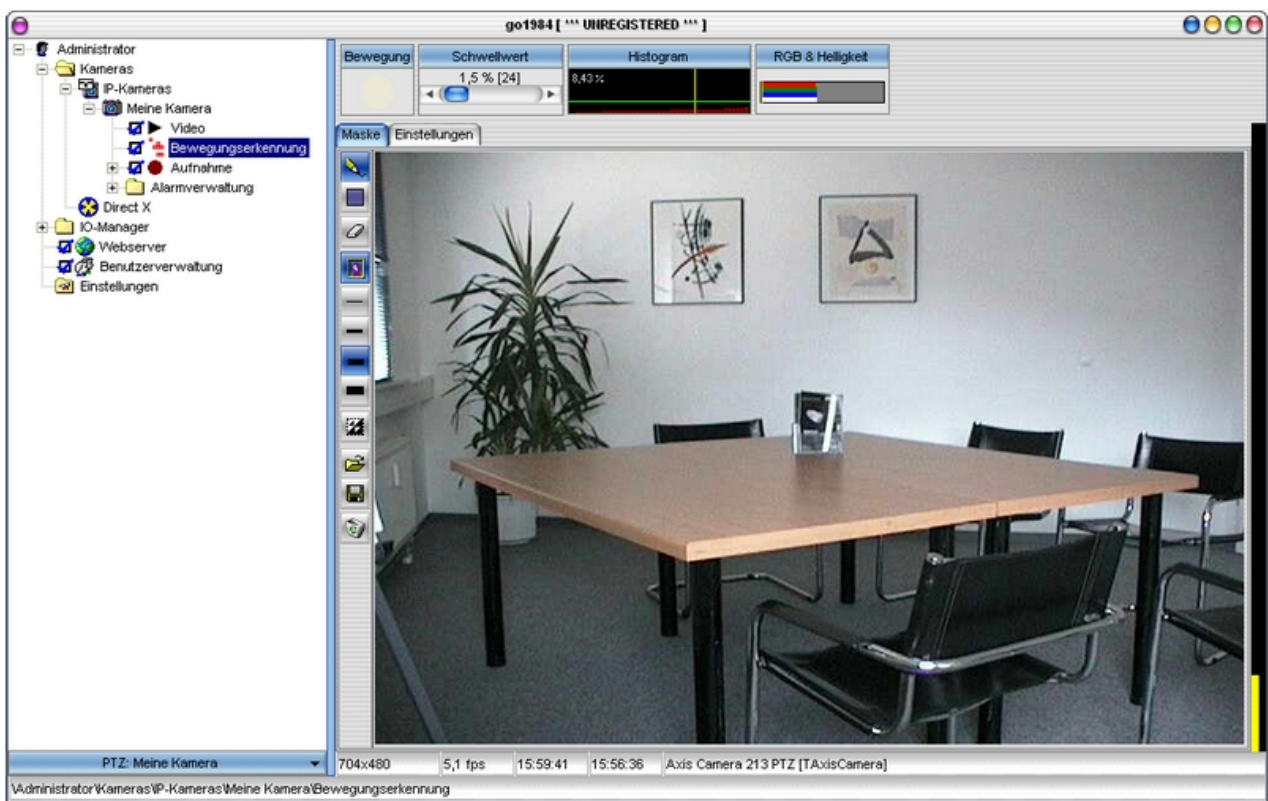 go1984 [ *** UNREGISTERED *** ]
Administrator
Kameras
IP-Kameras
Meine Kamera
Video
Bewegungserkennung
Aufnahme
Alarmverwaltung
Direct X
IO-Manager
Webserver
Benutzerverwaltung
Einstellungen
Bewegung
Schwellwert
Histogram
RGB & Helligkeit
1,5 % [24]
8,43 %
Maske
Einstellungen
PTZ: Meine Kamera
704x480
5,1 fps
15:59:41
15:56:36
Axis Camera 213 PTZ [TAxisCamera]
\Administrator\Kameras\IP-Kameras\Meine Kamera\Bewegungserkennung